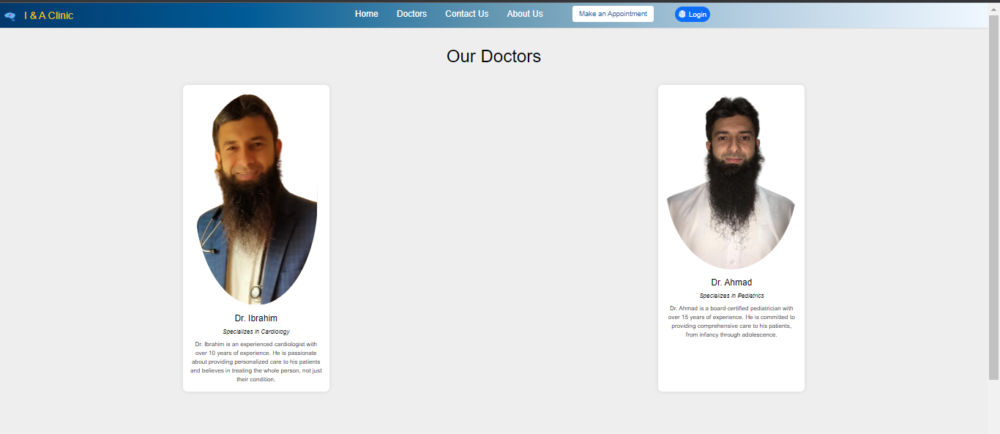 I & A Clinic
Home
Doctors
Contact Us
About Us
Make an Appointment
Login
Our Doctors
Dr. Ibrahim
Specializes in Cardiology
Dr. Ibrahim is an experienced cardiologist with
over 10 years of experience. He is passionate
about providing personalized care to his patients
and believes in treating the whole person, not just
their condition.
Dr. Ahmad
Specializes in Pediatrics
Dr. Ahmad is a board-certified pediatrician with
over 15 years of experience. He is committed to
providing comprehensive care to his patients,
from infancy through adolescence.